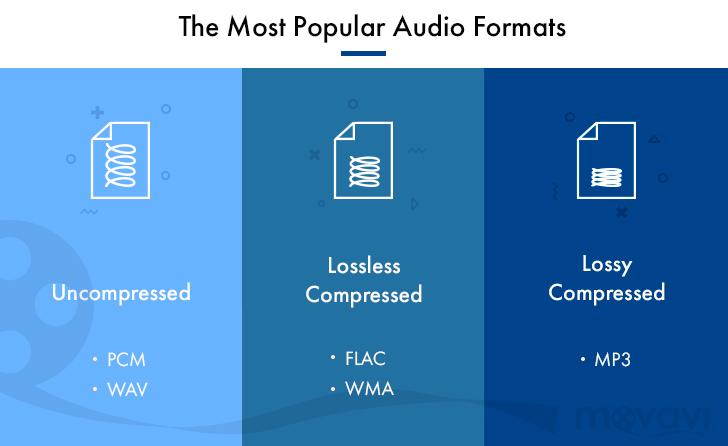 The Most Popular Audio Formats
Uncompressed
• PCM
• WAV
Lossless
Compressed
• FLAC
• WMA
Lossy
Compressed
• MP3
movavi